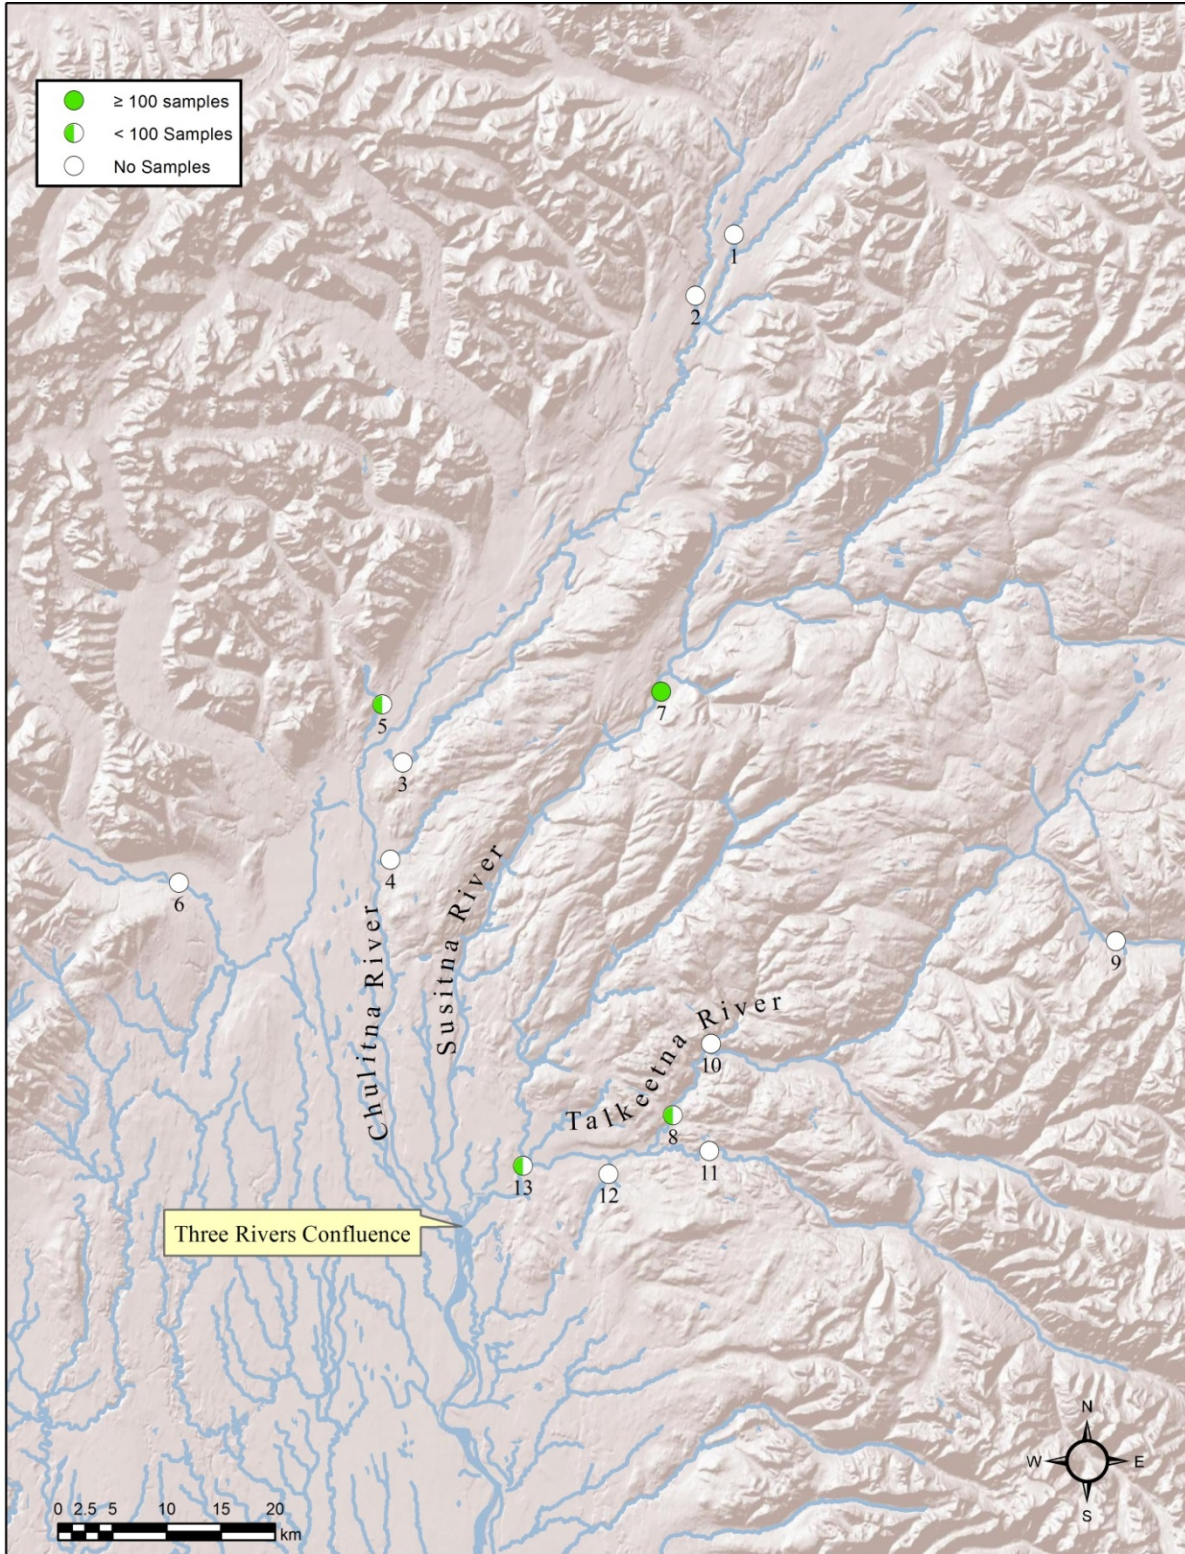 ≥ 100 samples
< 100 Samples
No Samples
1
2
5
7
3
4
6
9
Chulitna River
Susitna River
Talkeetna River
10
8
11
13
12
Three Rivers Confluence
N
W E
S
0 2.5 5 10 15 20
km